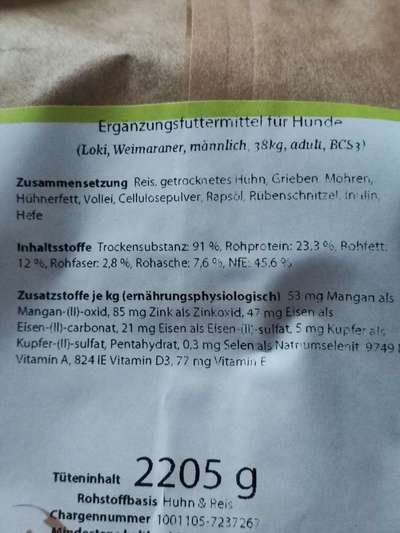 Ergänzungsfuttermittel für Hunde
(Loki, Weimaraner, männlich, 38kg, adult, BCS3)
Zusammensetzung Reis, getrocknetes Huhn, Grieben, Möhren,
Hühnerfett, Vollei, Cellulosepulver, Rapsöl, Rübenschnitzel, Inulin,
Hefe
Inhaltsstoffe Trockensubstanz: 91 %, Rohprotein: 23,3 %, Rohfett:
12 %, Rohfaser: 2,8 %, Rohasche: 7,6 %, NfE: 45,6 %
Zusatzstoffe je kg (ernährungsphysiologisch) 53 mg Mangan als
Mangan-(II)-oxid, 85 mg Zink als Zinkoxid, 47 mg Eisen als
Eisen-(II)-carbonat, 21 mg Eisen als Eisen-(II)-sulfat, 5 mg Kupfer als
Kupfer-(II)-sulfat, Pentahydrat, 0,3 mg Selen als Natriumselenit, 9749
Vitamin A, 824 IE Vitamin D3, 77 mg Vitamin E
Tüteninhalt 2205 g
Rohstoffbasis Huhn & Reis
Chargennummer 1001105-7237267